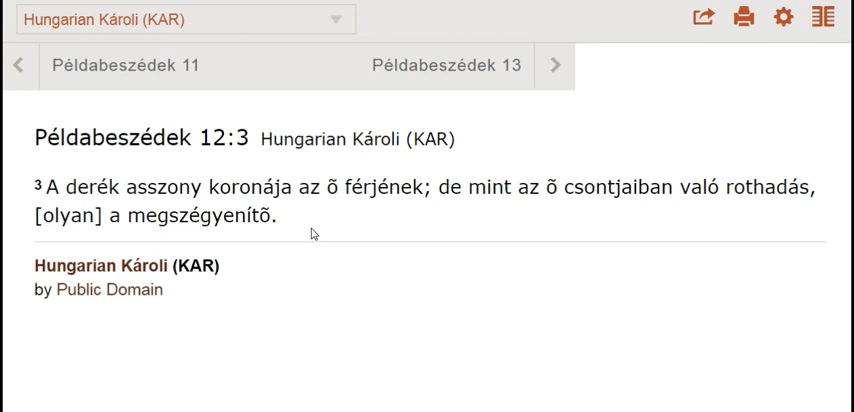 Hungarian Károli (KAR)
Példabeszédek 11
Példabeszédek 13
Példabeszédek 12:3 Hungarian Károli (KAR)
3 A derék asszony koronája az õ férjének; de mint az õ csontjaiban való rothadás,
[olyan] a megszégyenítõ.
Hungarian Károli (KAR)
by Public Domain